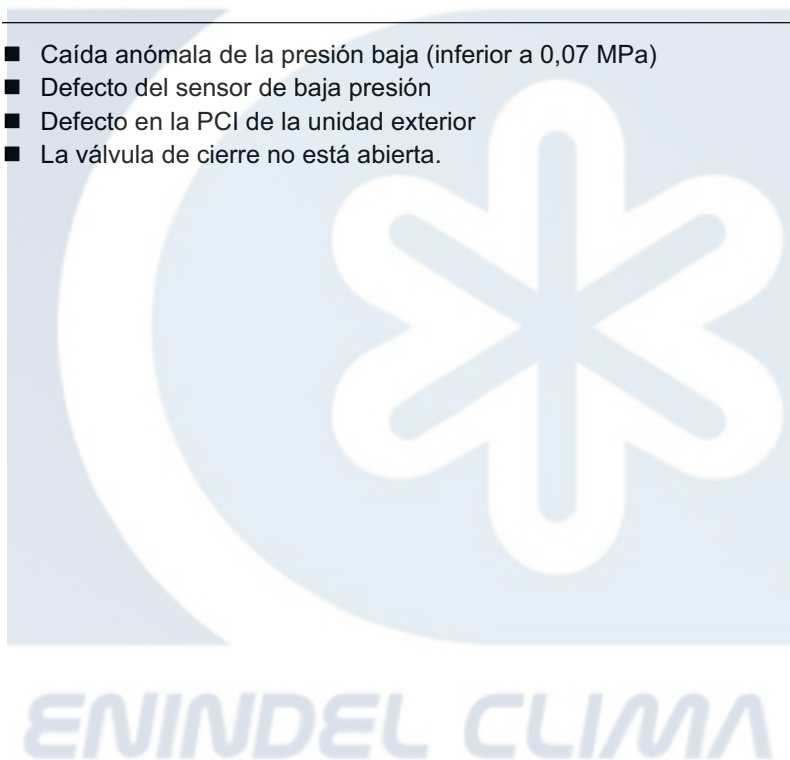 ■ Caída anómala de la presión baja (inferior a 0,07 MPa)
■ Defecto del sensor de baja presión
■ Defecto en la PCI de la unidad exterior
■ La válvula de cierre no está abierta.
ENINDEL CLIMA